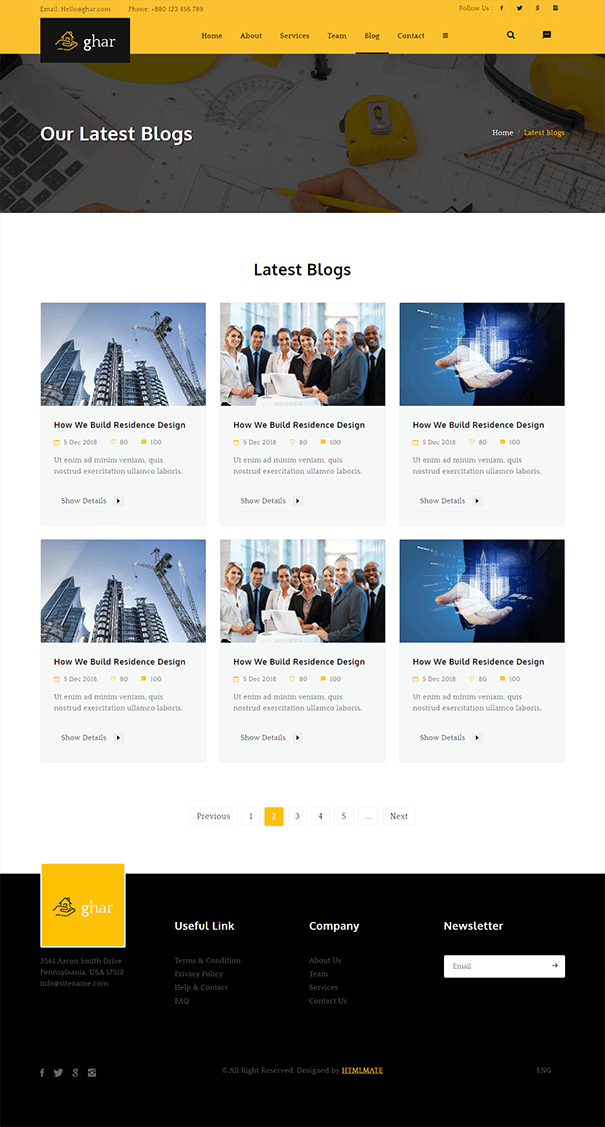 Email: Hello@ghar.com Phone: +880 123 456 789 Follow Us :
ghar Home About Services Team Blog Contact
Our Latest Blogs Home / Latest Blogs
Latest Blogs
How We Build Residence Design How We Build Residence Design How We Build Residence Design
5 Dec 2018 80 100 5 Dec 2018 80 100 5 Dec 2018 80 100
Ut enim ad minim veniam, quis Ut enim ad minim veniam, quis Ut enim ad minim veniam, quis
nostrud exercitation ullamco laboris. nostrud exercitation ullamco laboris. nostrud exercitation ullamco laboris.
Show Details Show Details Show Details
How We Build Residence Design How We Build Residence Design How We Build Residence Design
5 Dec 2018 80 100 5 Dec 2018 80 100 5 Dec 2018 80 100
Ut enim ad minim veniam, quis Ut enim ad minim veniam, quis Ut enim ad minim veniam, quis
nostrud exercitation ullamco laboris. nostrud exercitation ullamco laboris. nostrud exercitation ullamco laboris.
Show Details Show Details Show Details
Previous 1 2 3 4 5 ... Next
ghar
3561 Aaron Smith Drive
Pennsylvania, USA 17512
info@sitename.com
Useful Link
Terms & Condition
Privacy Policy
Help & Contact
FAQ
Company
About Us
Team
Services
Contact Us
Newsletter
Email
© All Right Reserved. Designed by HTMLMATE
ENG